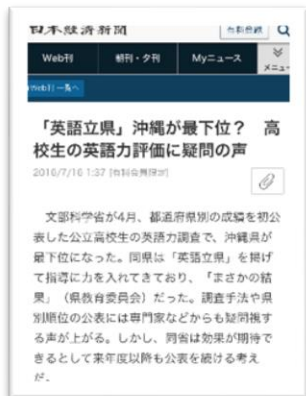 日本経済新聞
有料登録
Web刊
朝刊・夕刊
Myニュース
メニュー
Web刊 一覧へ
「英語立県」沖縄が最下位？ 高
校生の英語力評価に疑問の声
2016/7/16 1:37 [有料会員限定]
文部科学省が4月、都道府県別の成績を初公
表した公立高校生の英語力調査で、沖縄県が
最下位になった。同県は「英語立県」を掲げ
て指導に力を入れてきており、「まさかの結
果」（県教育委員会）だった。調査手法や県
別順位の公表には専門家などからも疑問視す
る声が上がる。しかし、同省は効果が期待で
きるとして来年度以降も公表を続ける考え
だ。